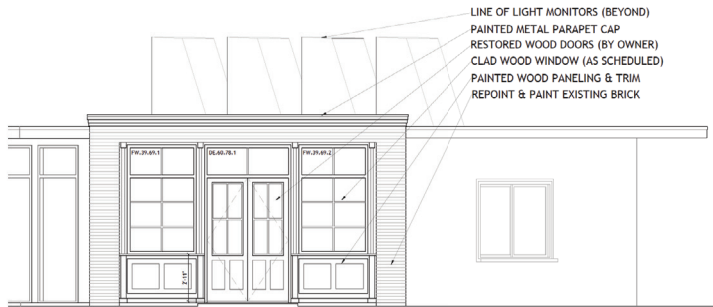 LINE OF LIGHT MONITORS (BEYOND)
PAINTED METAL PARAPET CAP
RESTORED WOOD DOORS (BY OWNER)
CLAD WOOD WINDOW (AS SCHEDULED)
PAINTED WOOD PANELING & TRIM
REPOINT & PAINT EXISTING BRICK
FW.39.69.1
DE.60.78.1
FW.39.69.2
2'-11"